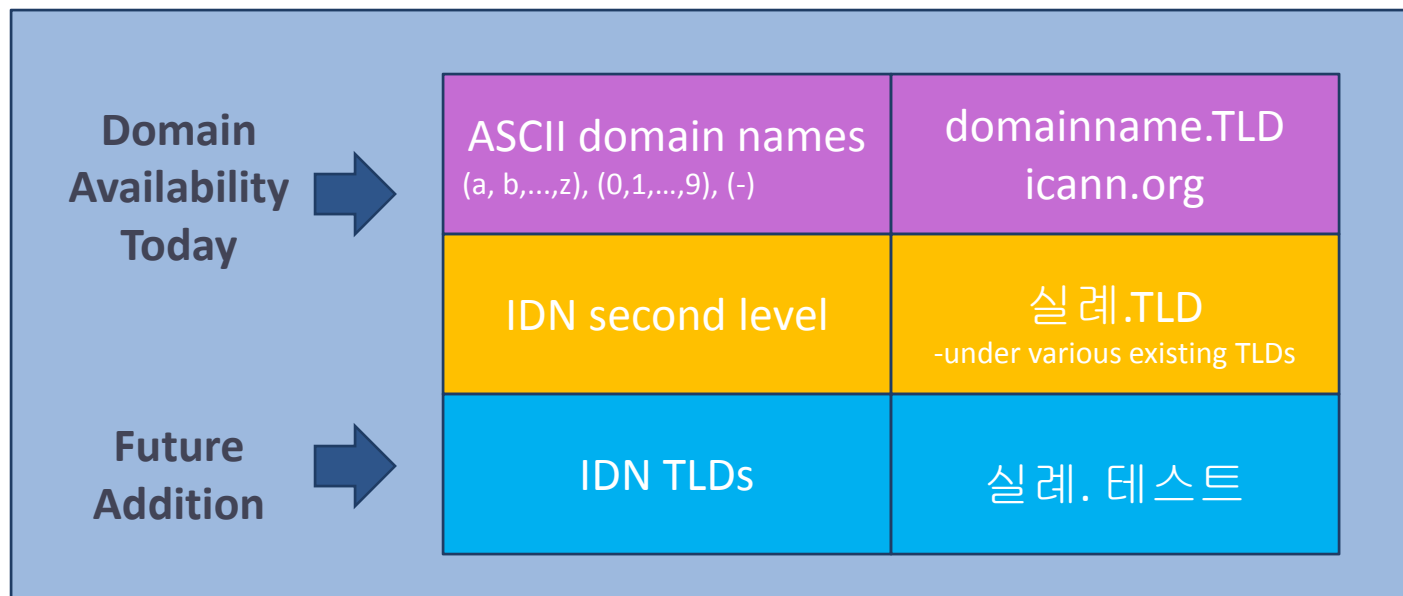 Domain
Availability
Today
ASCII domain names
(a, b,...,z), (0,1,...,9), (-)
domainname.TLD
icann.org
IDN second level
실례.TLD
-under various existing TLDs
Future
Addition
IDN TLDs
실례. 테스트